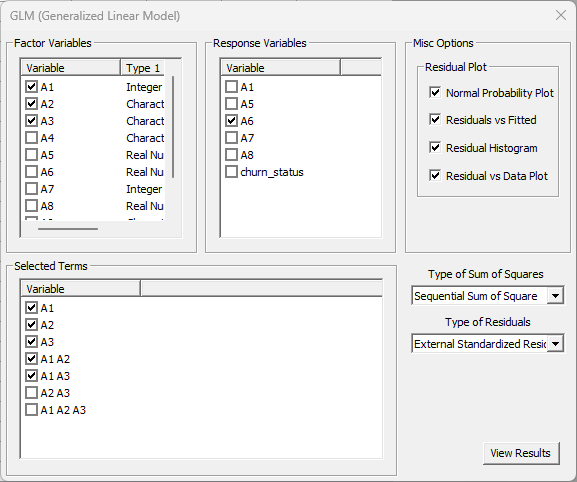 GLM (Generalized Linear Model)
Factor Variables
Variable Type 1
A1 Integer
A2 Charact
A3 Charact
A4 Charact
A5 Real Nu
A6 Real Nu
A7 Integer
A8 Real Nu
Response Variables
Variable
A1
A5
A6
A7
A8
churn_status
Misc Options
Residual Plot
Normal Probability Plot
Residuals vs Fitted
Residual Histogram
Residual vs Data Plot
Selected Terms
Variable
A1
A2
A3
A1 A2
A1 A3
A2 A3
A1 A2 A3
Type of Sum of Squares
Sequential Sum of Square
Type of Residuals
External Standardized Resid
View Results